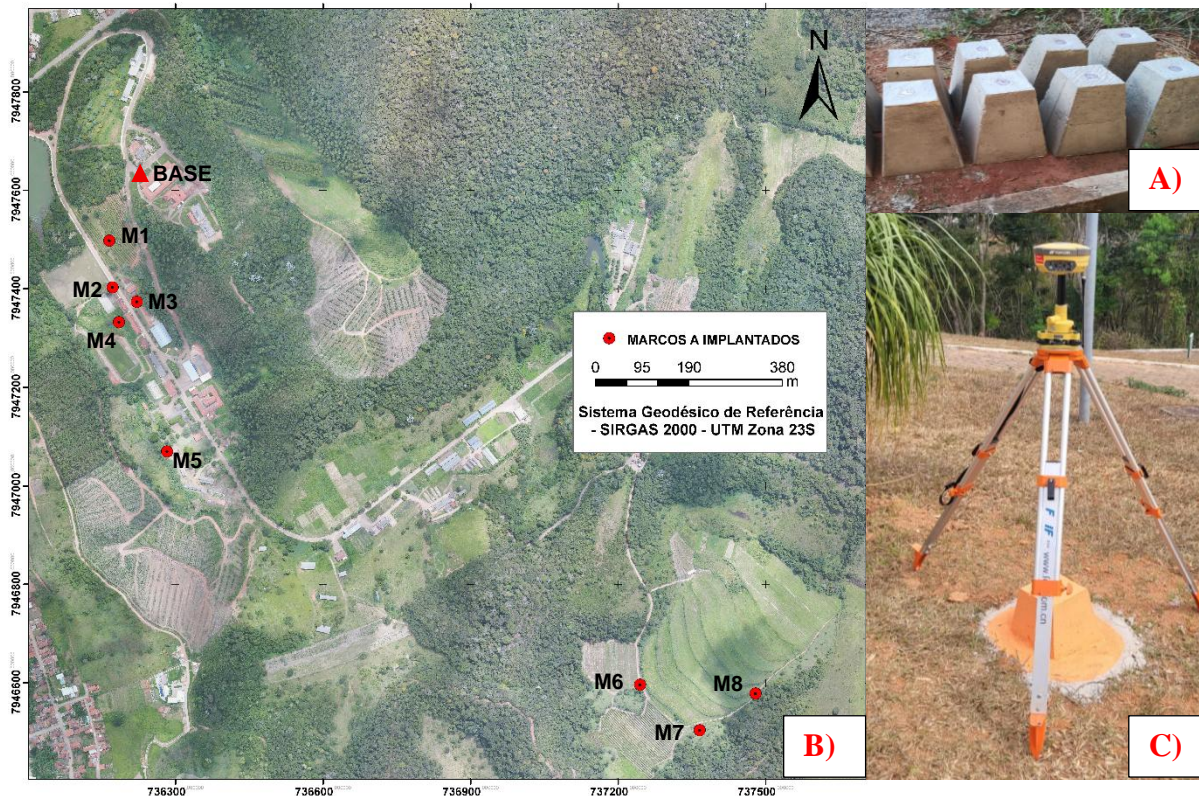 N
7947800
7947600
7947400
7947200
7947000
7946800
7946600
BASE
M1
M2
M3
M4
M5
M6
M7
M8
MARCOS A IMPLANTADOS
0 95 190 380
m
Sistema Geodésico de Referência
- SIRGAS 2000 - UTM Zona 23S
736300
736600
736900
737200
737500
A)
B)
C)